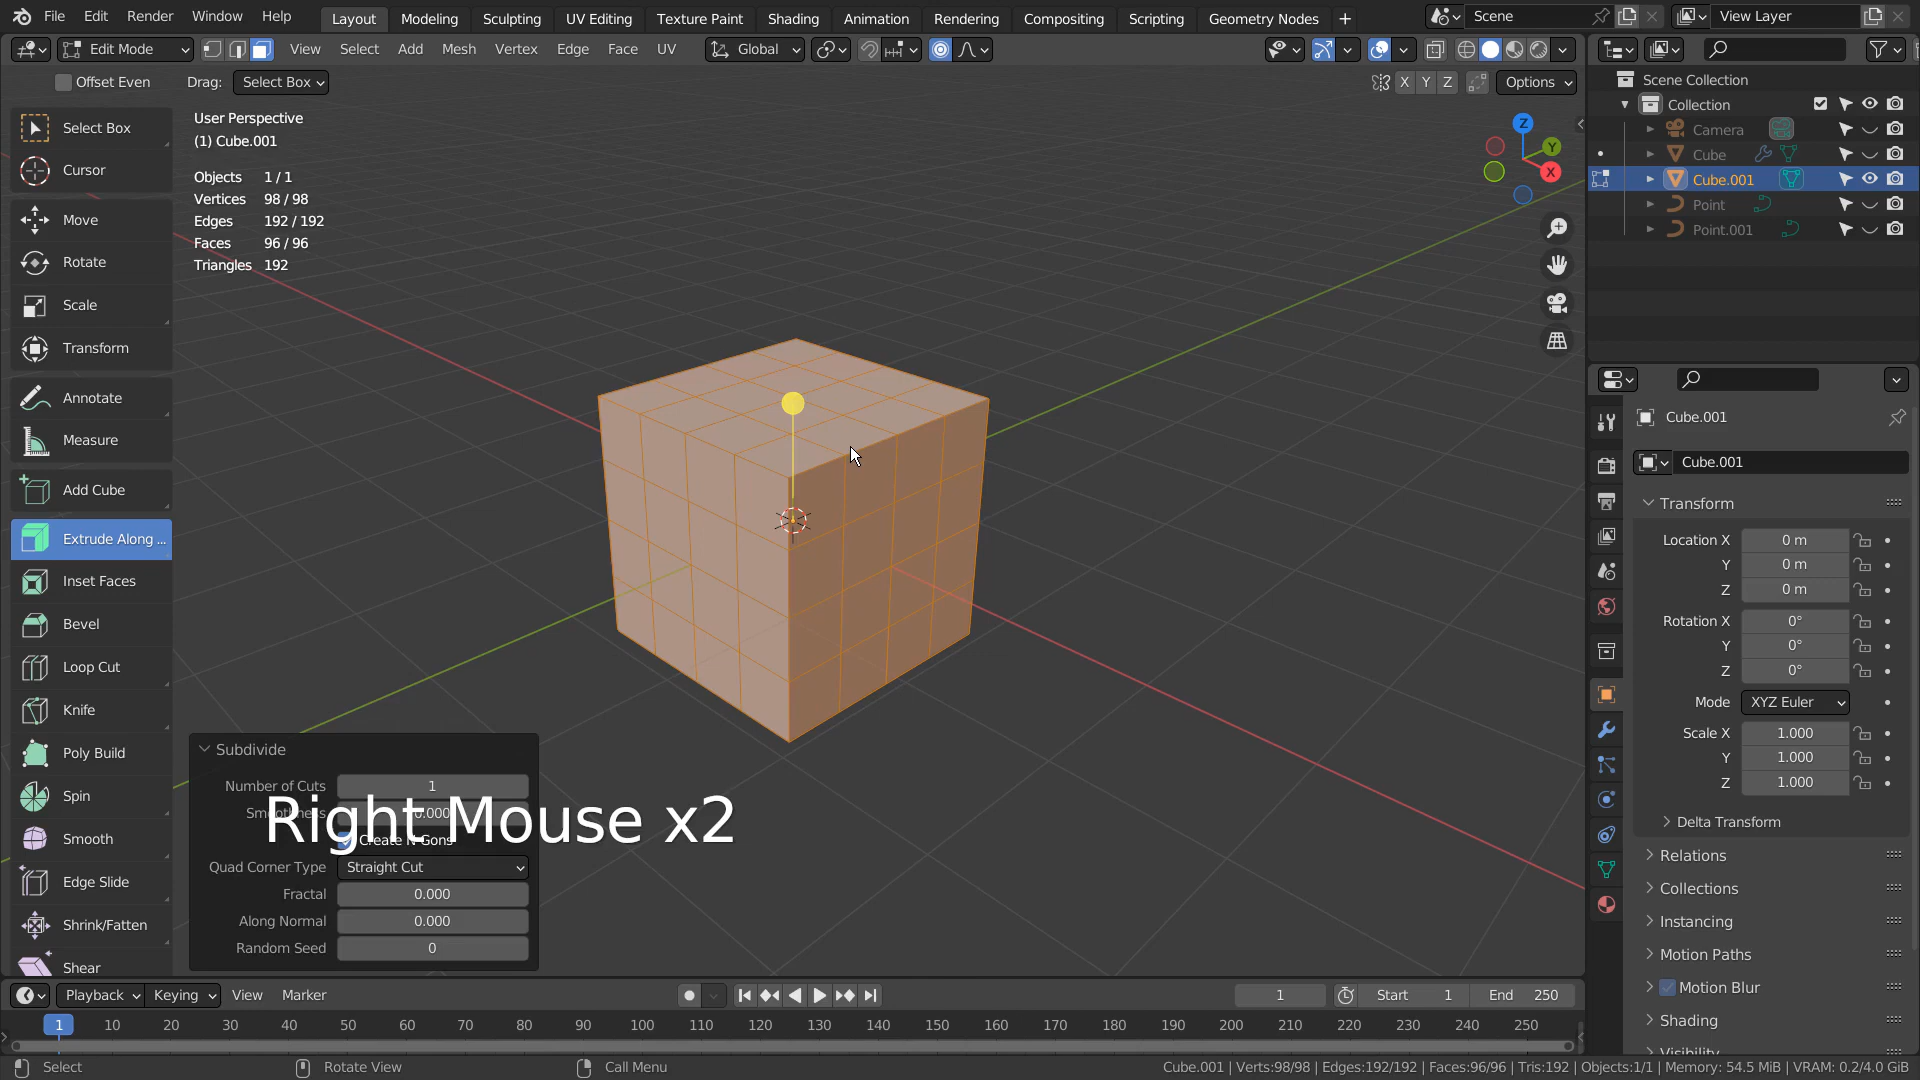 File Edit Render Window Help Layout Modeling Sculpting UV Editing Texture Paint Shading Animation Rendering Compositing Scripting Geometry Nodes + Scene View Layer
Edit Mode View Select Add Mesh Vertex Edge Face UV Global
Offset Even Drag: Select Box X Y Z Options
Select Box
Cursor
Move
Rotate
Scale
Transform
Annotate
Measure
Add Cube
Extrude Along ...
Inset Faces
Bevel
Loop Cut
Knife
Poly Build
Spin
Smooth
Edge Slide
Shrink/Fatten
Shear
User Perspective
(1) Cube.001
Objects 1 / 1
Vertices 98 / 98
Edges 192 / 192
Faces 96 / 96
Triangles 192
Z
Y
X
Subdivide
Number of Cuts 1
Smoothness 0.000
Create N-Gons
Quad Corner Type Straight Cut
Fractal 0.000
Along Normal 0.000
Random Seed 0
Right Mouse x2
Scene Collection
Collection
Camera
Cube
Cube.001
Point
Point.001
Cube.001
Cube.001
Transform
Location X 0 m
Y 0 m
Z 0 m
Rotation X 0°
Y 0°
Z 0°
Mode XYZ Euler
Scale X 1.000
Y 1.000
Z 1.000
Delta Transform
Relations
Collections
Instancing
Motion Paths
Motion Blur
Shading
Visibility
Playback Keying View Marker 1 Start 1 End 250
1 10 20 30 40 50 60 70 80 90 100 110 120 130 140 150 160 170 180 190 200 210 220 230 240 250
Select Rotate View Call Menu Cube.001 | Verts:98/98 | Edges:192/192 | Faces:96/96 | Tris:192 | Objects:1/1 | Memory: 54.5 MiB | VRAM: 0.2/4.0 GiB